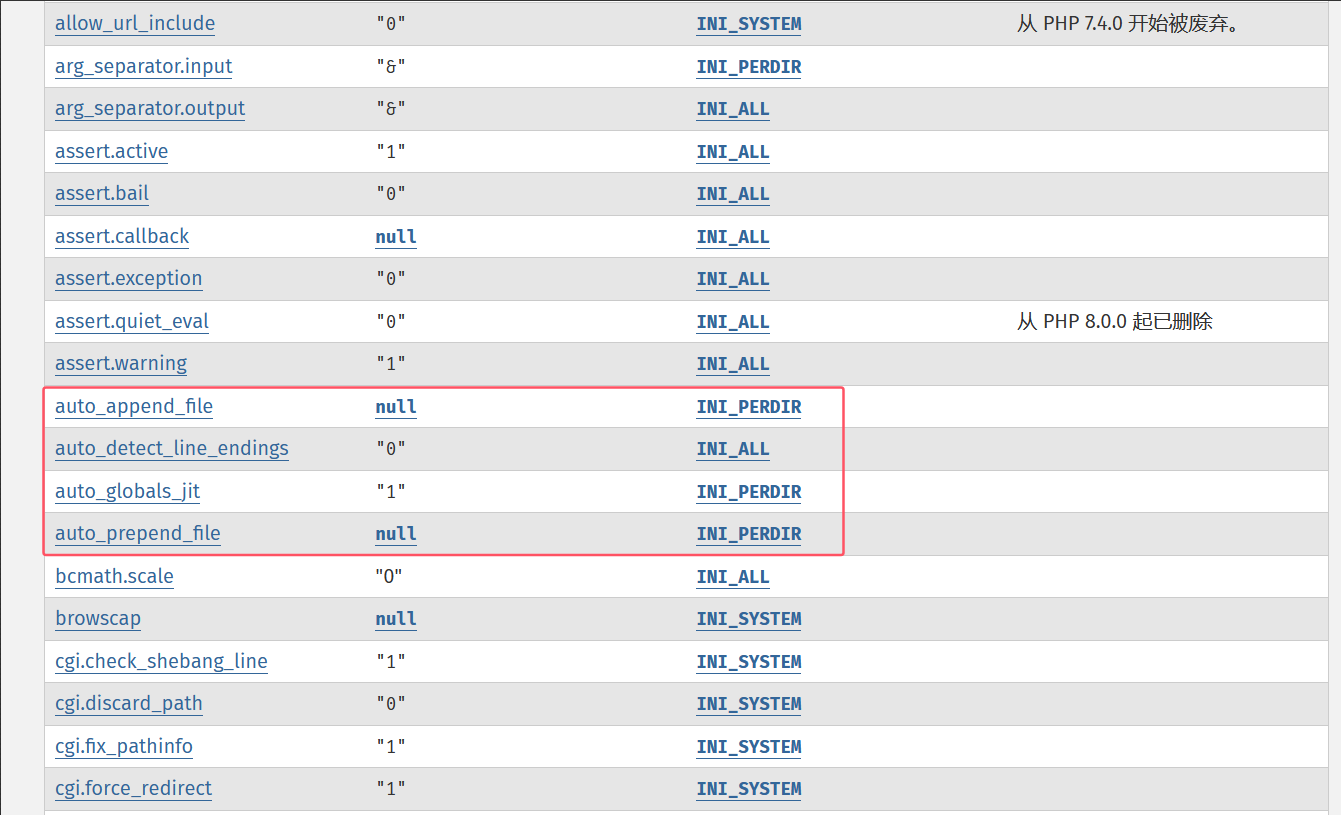 allow_url_include "0" INI_SYSTEM 从 PHP 7.4.0 开始被废弃。
arg_separator.input "&" INI_PERDIR
arg_separator.output "&" INI_ALL
assert.active "1" INI_ALL
assert.bail "0" INI_ALL
assert.callback null INI_ALL
assert.exception "0" INI_ALL
assert.quiet_eval "0" INI_ALL 从 PHP 8.0.0 起已删除
assert.warning "1" INI_ALL
auto_append_file null INI_PERDIR
auto_detect_line_endings "0" INI_ALL
auto_globals_jit "1" INI_PERDIR
auto_prepend_file null INI_PERDIR
bcmath.scale "0" INI_ALL
browscap null INI_SYSTEM
cgi.check_shebang_line "1" INI_SYSTEM
cgi.discard_path "0" INI_SYSTEM
cgi.fix_pathinfo "1" INI_SYSTEM
cgi.force_redirect "1" INI_SYSTEM